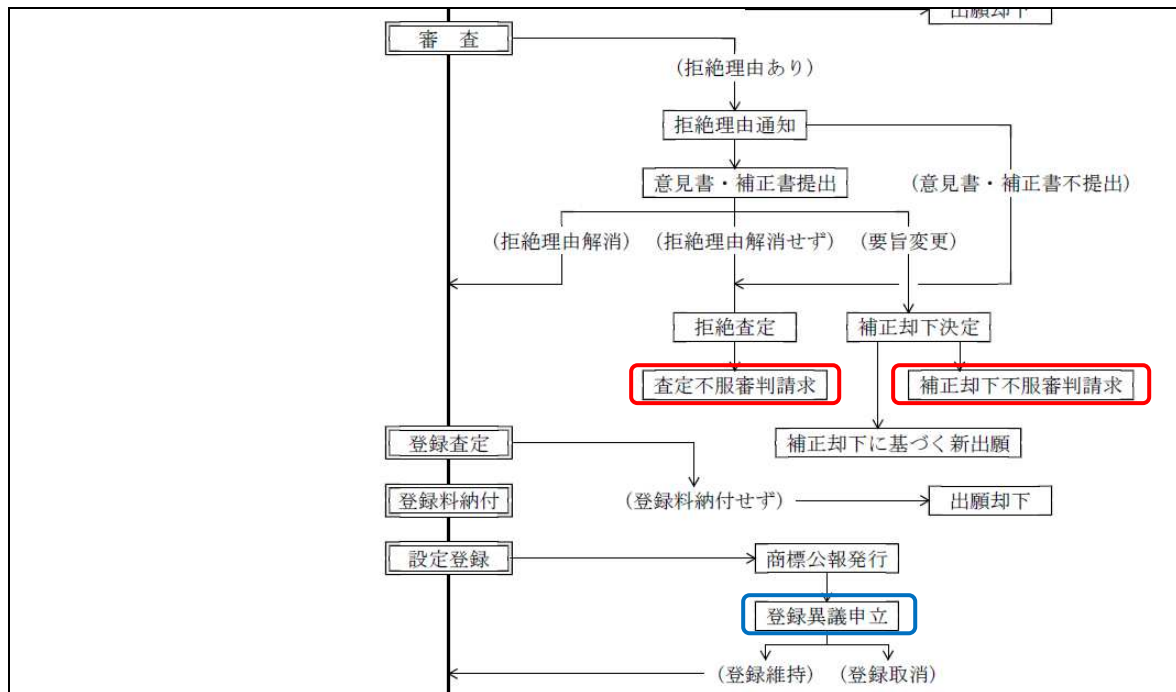 出願却下
審 査
(拒絶理由あり)
拒絶理由通知
意見書・補正書提出
(意見書・補正書不提出)
(拒絶理由解消)
(拒絶理由解消せず)
(要旨変更)
拒絶査定
補正却下決定
査定不服審判請求
補正却下不服審判請求
登録査定
補正却下に基づく新出願
登録料納付
(登録料納付せず)
出願却下
設定登録
商標公報発行
登録異議申立
(登録維持)
(登録取消)